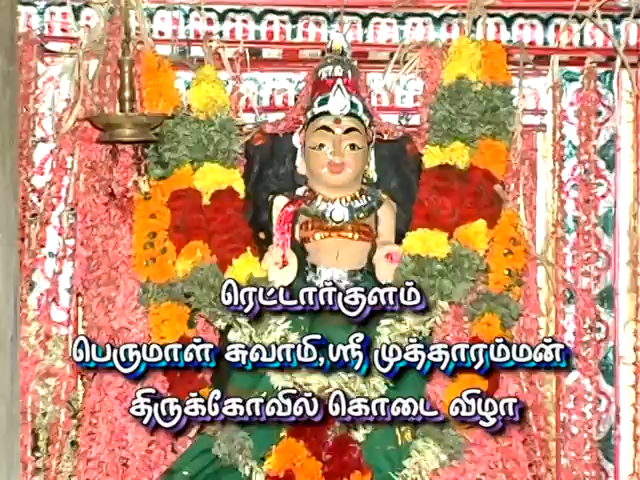 ரெட்டார்குளம்
பெருமாள் சுவாமி,ஸ்ரீ முத்தாரம்மன்
திருக்கோவில் கொடை விழா